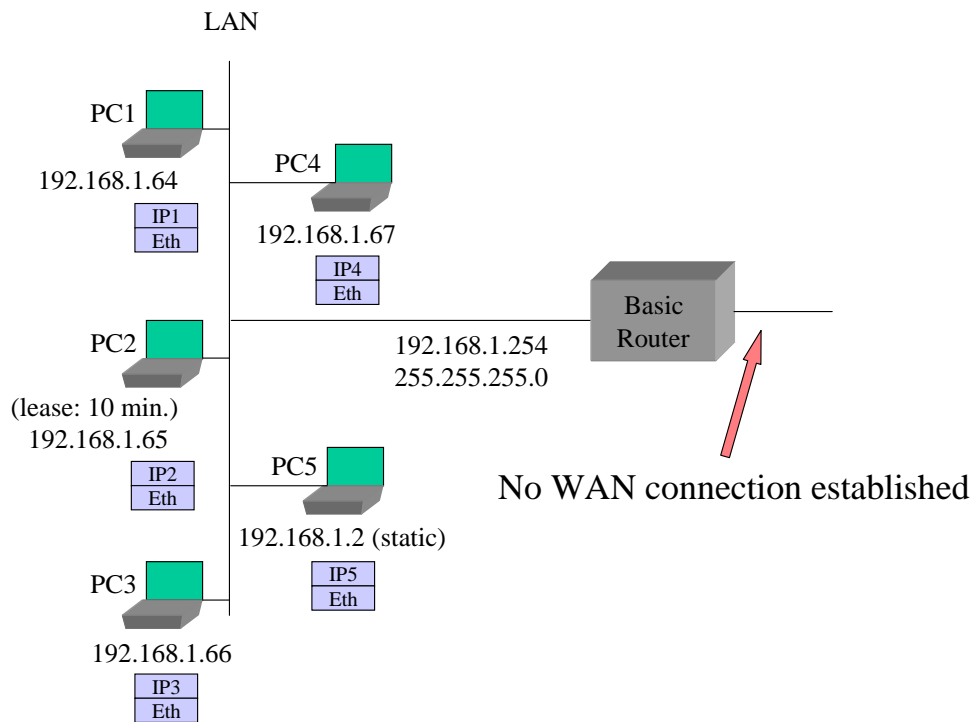 LAN
PC1
192.168.1.64
IP1
Eth
PC4
192.168.1.67
IP4
Eth
Basic
Router
192.168.1.254
255.255.255.0
PC2
(lease: 10 min.)
192.168.1.65
IP2
Eth
PC5
192.168.1.2 (static)
IP5
Eth
No WAN connection established
PC3
192.168.1.66
IP3
Eth